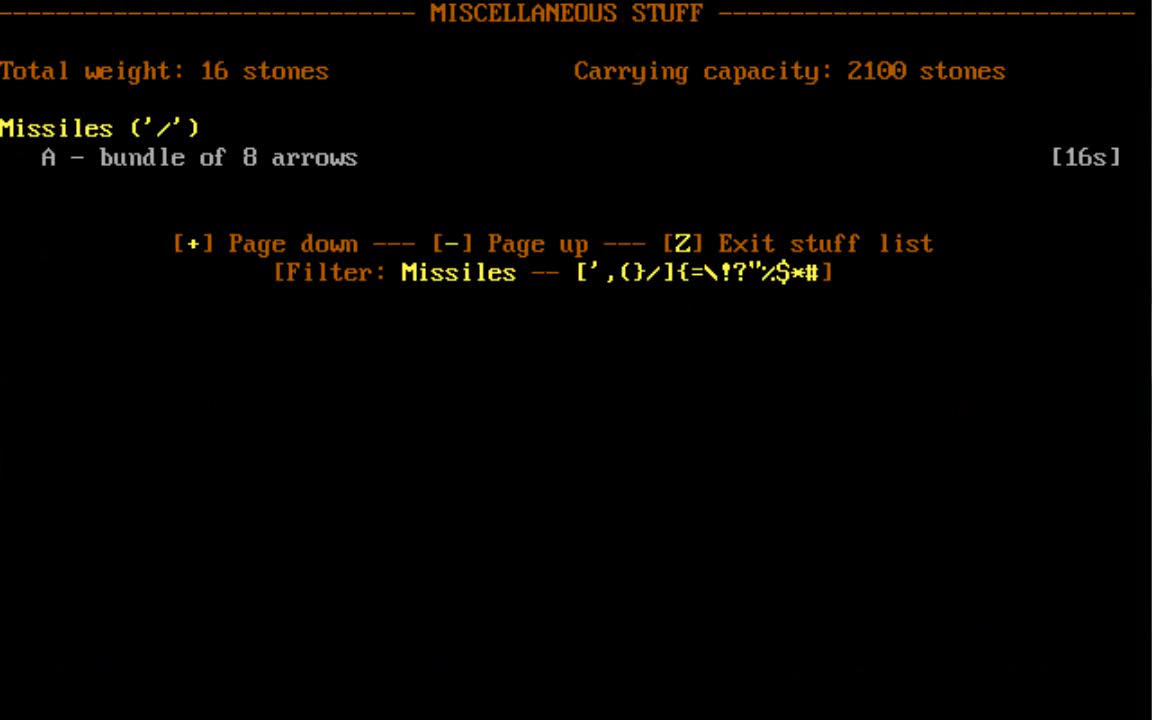 ----------------------------- MISCELLANEOUS STUFF -----------------------------
Total weight: 16 stones Carrying capacity: 2100 stones
Missiles ('/')
A - bundle of 8 arrows [16s]
[+] Page down --- [-] Page up --- [Z] Exit stuff list
[Filter: Missiles -- [',(}/]{=\!?"%$*#]